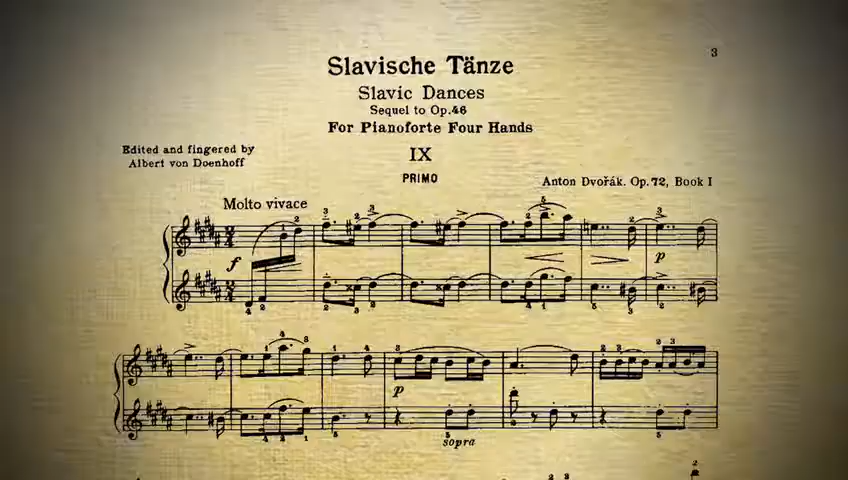 3
Slavische Tänze
Slavic Dances
Sequel to Op.46
For Pianoforte Four Hands
Edited and fingered by
Albert von Doenhoff
IX
PRIMO
Anton Dvořák. Op. 72, Book I
Molto vivace
f
p
p
sopra